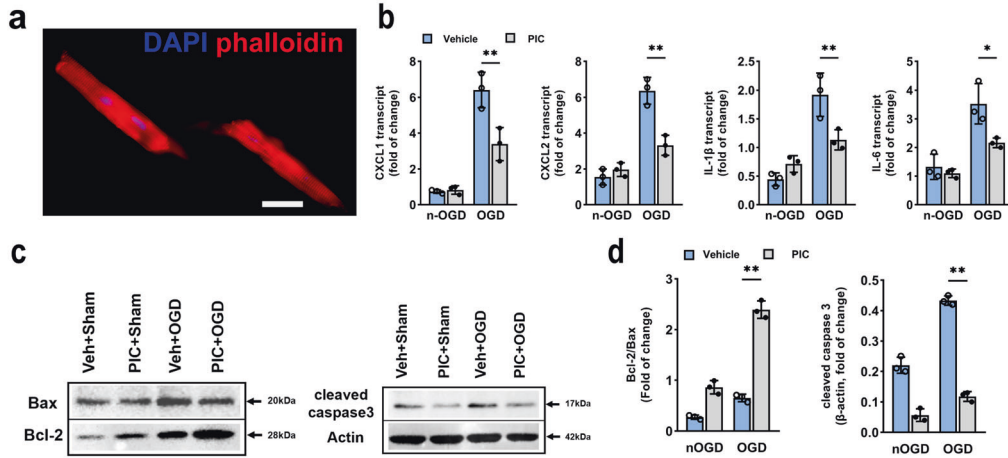 a
DAPI phalloidin
b
Vehicle PIC
CXCL1 transcript
(fold of change)
8
6
4
2
0
**
n-OGD OGD
CXCL2 transcript
(fold of change)
8
6
4
2
0
**
n-OGD OGD
IL-1β transcript
(fold of change)
2.5
2.0
1.5
1.0
0.5
0.0
**
n-OGD OGD
IL-6 transcript
(fold of change)
6
4
2
0
*
n-OGD OGD
c
Veh+Sham
PIC+Sham
Veh+OGD
PIC+OGD
Bax 20kDa
Bcl-2 28kDa
Veh+Sham
PIC+Sham
Veh+OGD
PIC+OGD
cleaved
caspase3 17kDa
Actin 42kDa
d
Vehicle PIC
Bcl-2/Bax
(Fold of change)
3
2
1
0
**
nOGD OGD
cleaved caspase 3
(β-actin, fold of change)
0.5
0.4
0.3
0.2
0.1
0.0
**
nOGD OGD